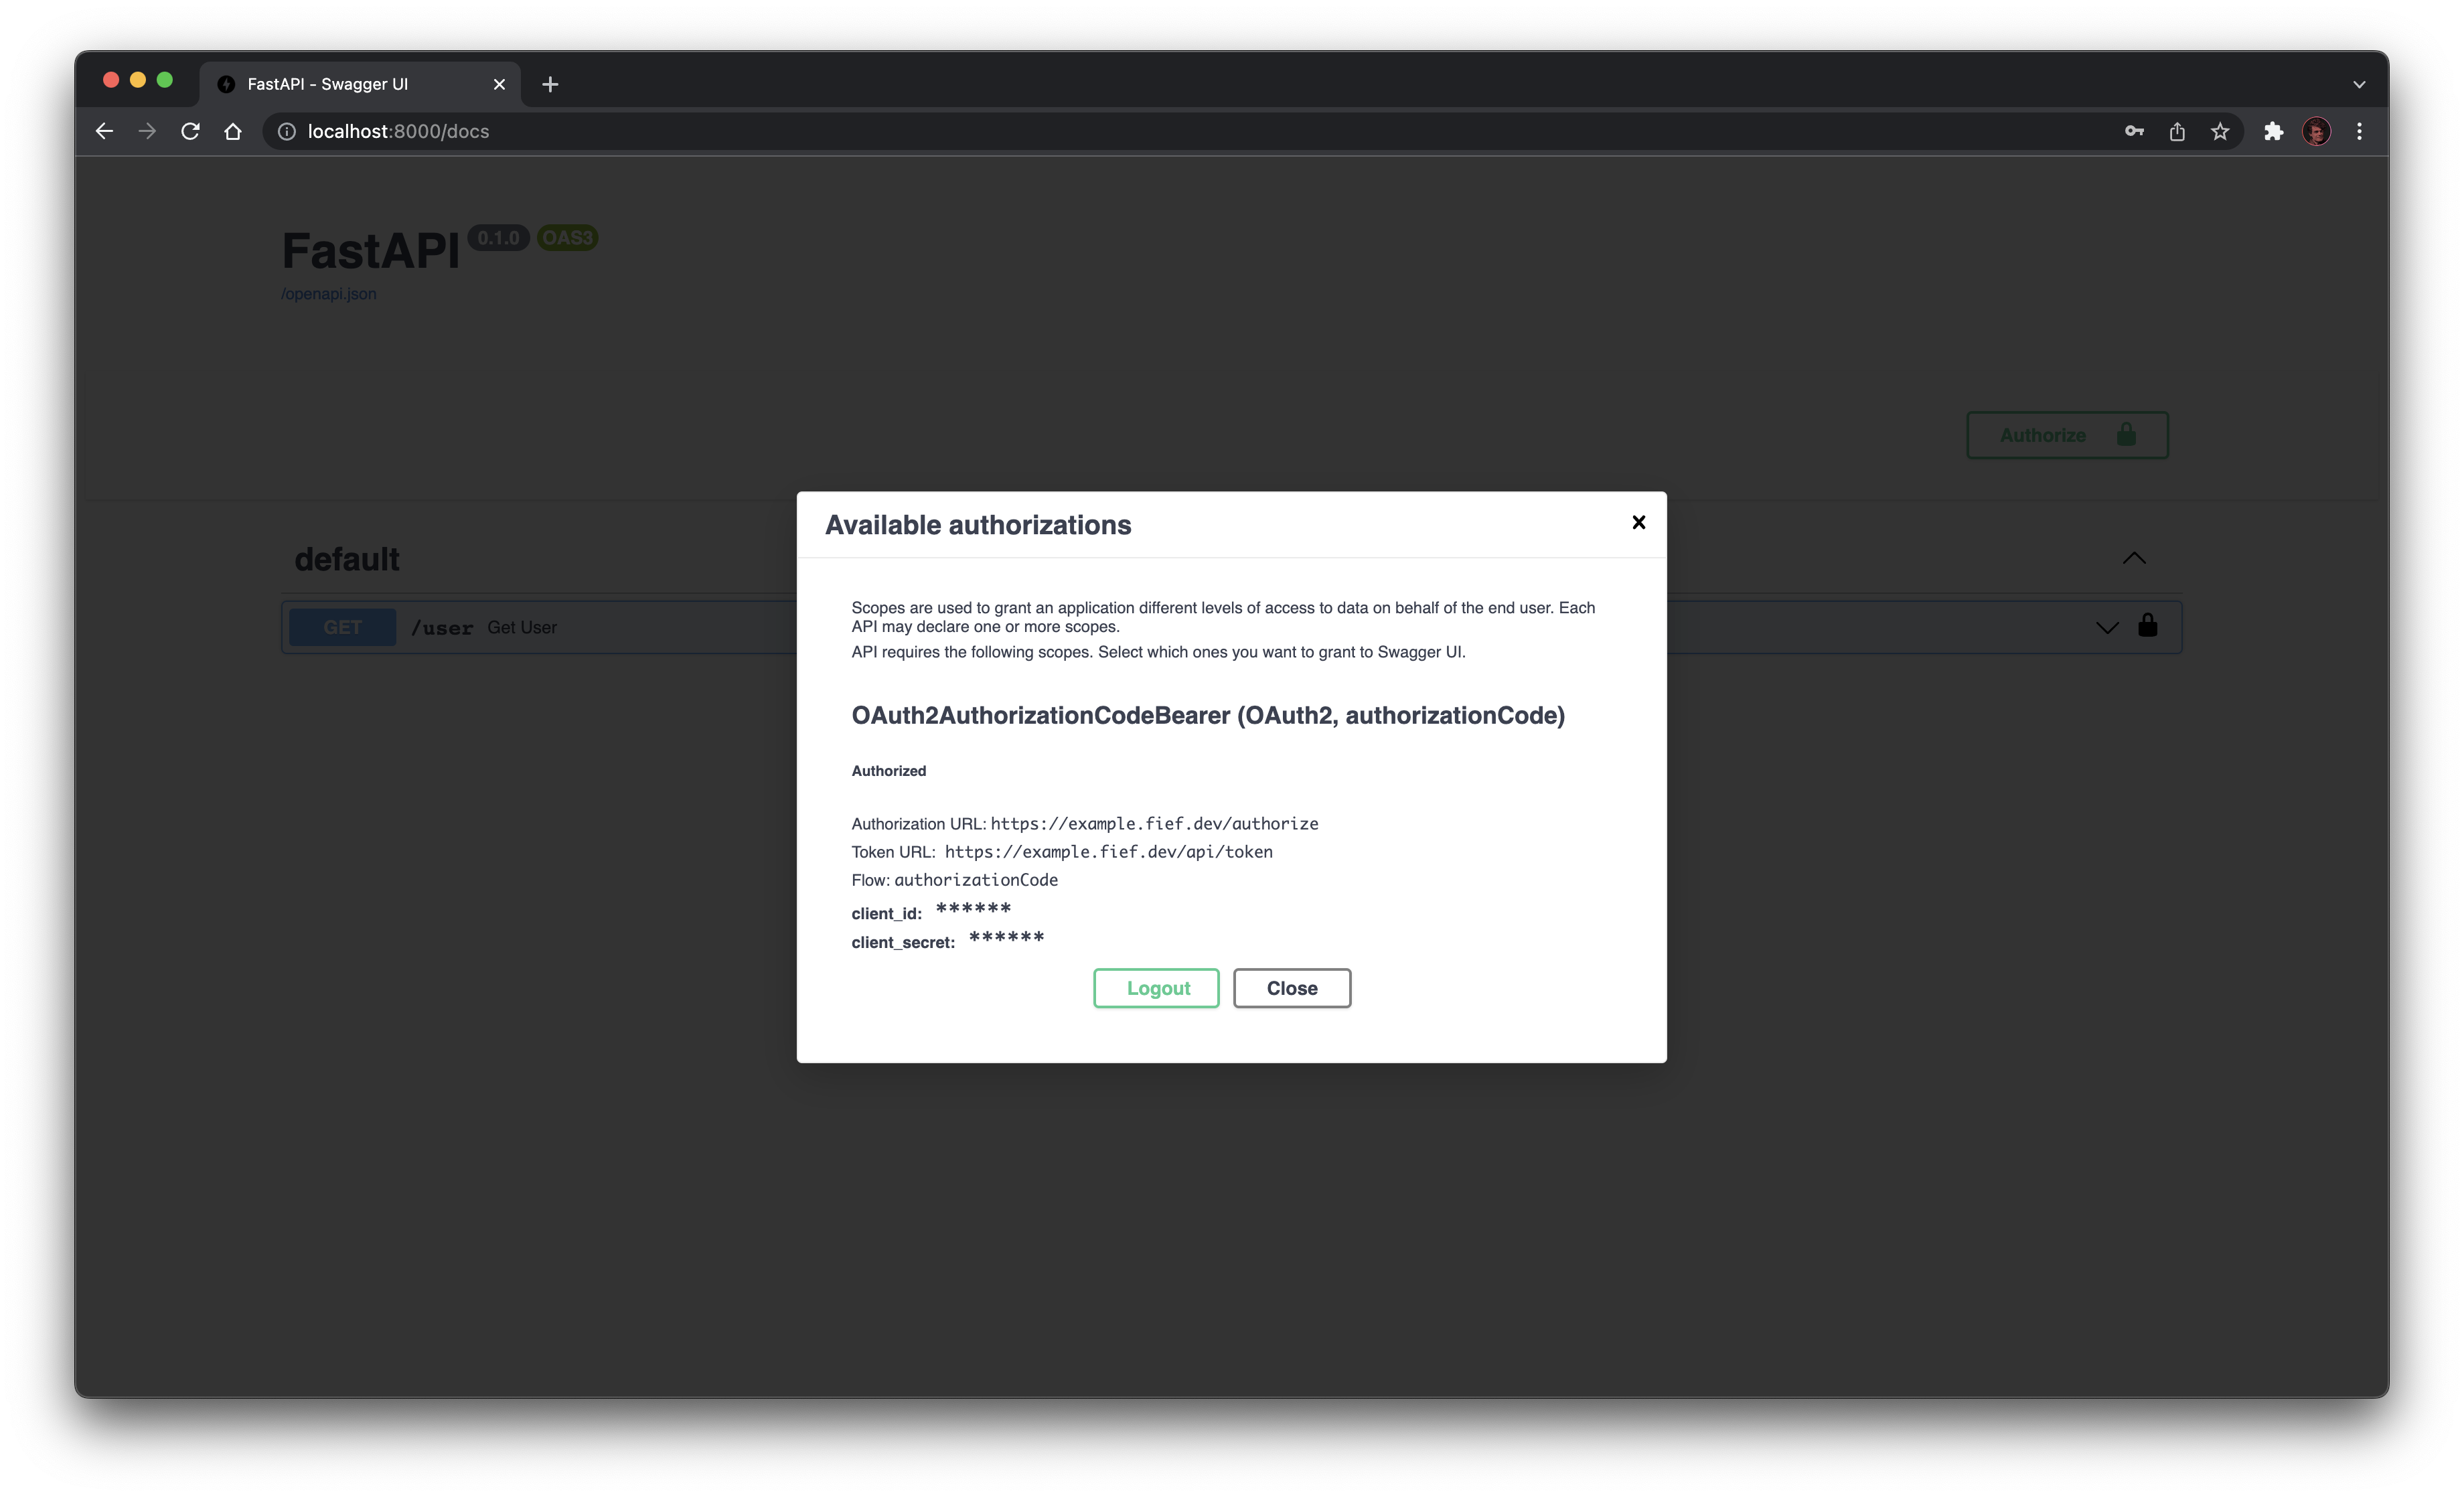 FastAPI - Swagger UI
localhost:8000/docs
FastAPI 0.1.0 OAS3
/openapi.json
Authorize
Available authorizations
default
Scopes are used to grant an application different levels of access to data on behalf of the end user. Each
API may declare one or more scopes.
GET /user Get User
API requires the following scopes. Select which ones you want to grant to Swagger UI.
OAuth2AuthorizationCodeBearer (OAuth2, authorizationCode)
Authorized
Authorization URL: https://example.fief.dev/authorize
Token URL: https://example.fief.dev/api/token
Flow: authorizationCode
client_id: ******
client_secret: ******
Logout Close